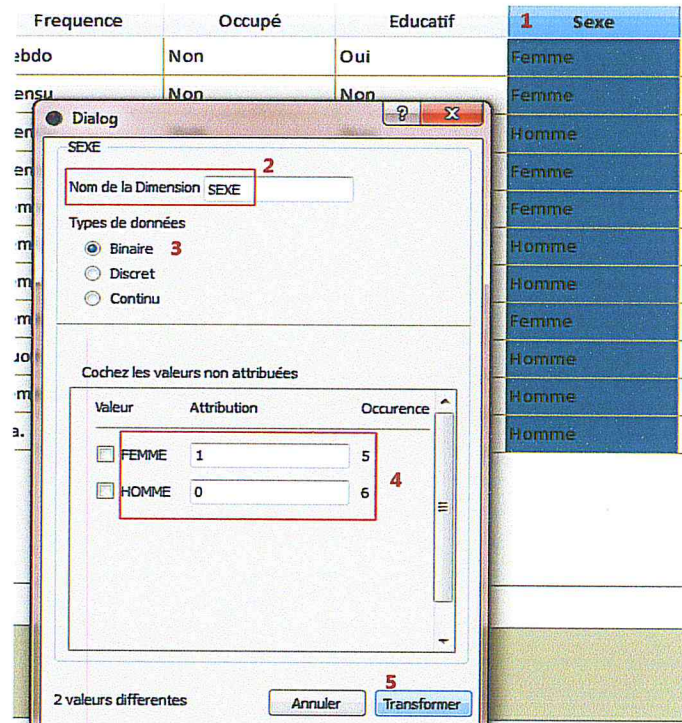 Frequence Occupé Educatif 1 Sexe
ebdo Non Oui Femme
ensu Non Non Femme
Dialog
Homme
SEXE
Femme
2
Nom de la Dimension SEXE
Femme
Types de données
Binaire 3
Homme
Discret
Homme
Continu
Femme
Homme
Cochez les valeurs non attribuées
Homme
Valeur Attribution Occurence
a. Homme
FEMME 1 5
4
HOMME 0 6
5
2 valeurs differentes Annuler Transformer